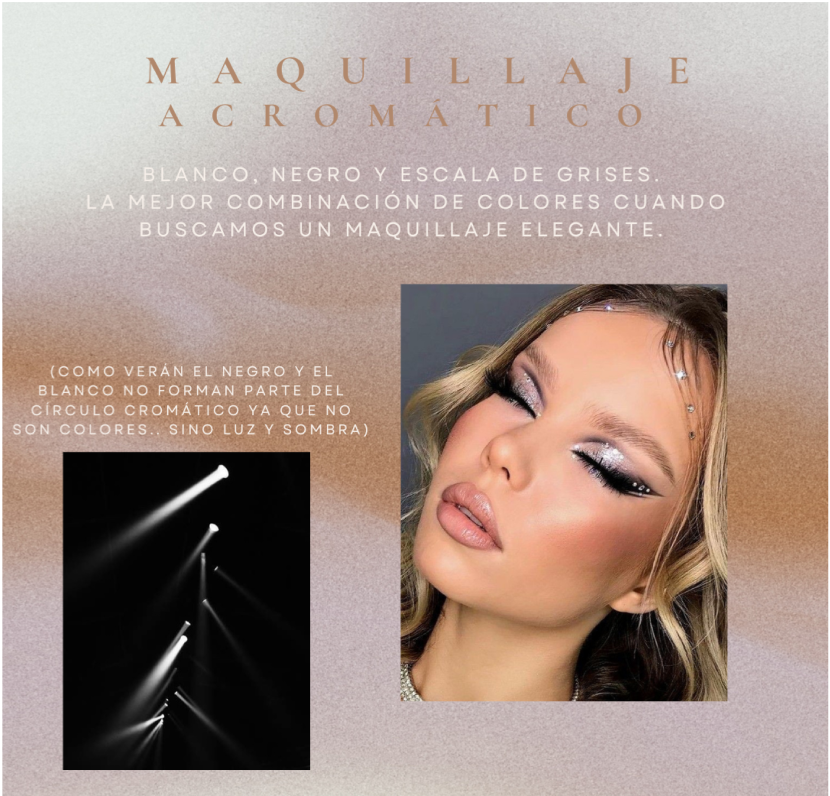 MAQUILLAJE
ACROMÁTICO
BLANCO, NEGRO Y ESCALA DE GRISES.
LA MEJOR COMBINACIÓN DE COLORES CUANDO
BUSCAMOS UN MAQUILLAJE ELEGANTE.
(COMO VERÁN EL NEGRO Y EL
BLANCO NO FORMAN PARTE DEL
CÍRCULO CROMÁTICO YA QUE NO
SON COLORES., SINO LUZ Y SOMBRA)